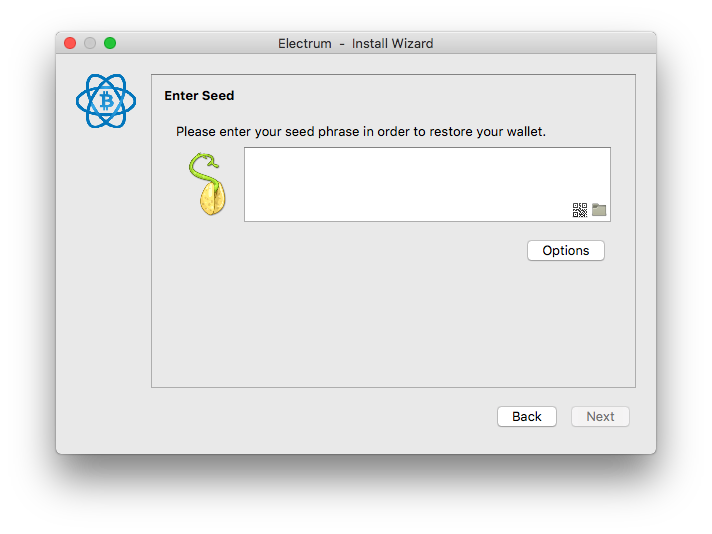 Electrum - Install Wizard
Enter Seed
Please enter your seed phrase in order to restore your wallet.
Options
Back
Next